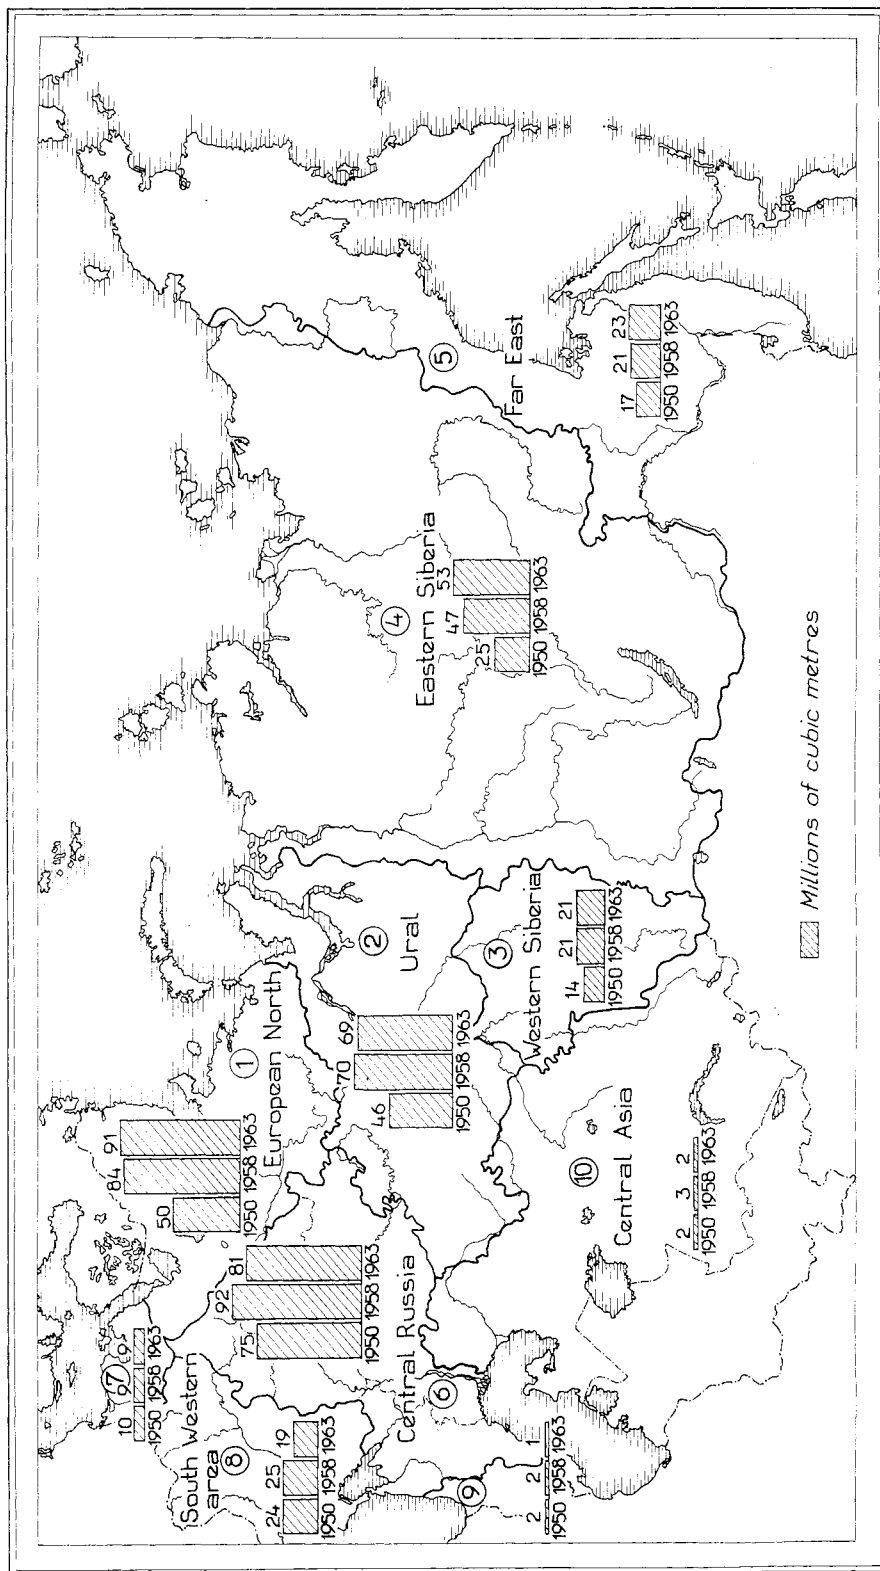 10 9 9
1950 1958 1963
7
South Western
area
8
24 25 19
1950 1958 1963
9
2 2 1
1950 1958 1963
75 92 81
1950 1958 1963
Central Russia
6
50 84 91
1950 1958 1963
1
European North
46 70 69
1950 1958 1963
2
Ural
3
Western Siberia
14 21 21
1950 1958 1963
10
Central Asia
2 3 2
1950 1958 1963
4
Eastern Siberia
25 47 53
1950 1958 1963
5
Far East
17 21 23
1950 1958 1963
Millions of cubic metres